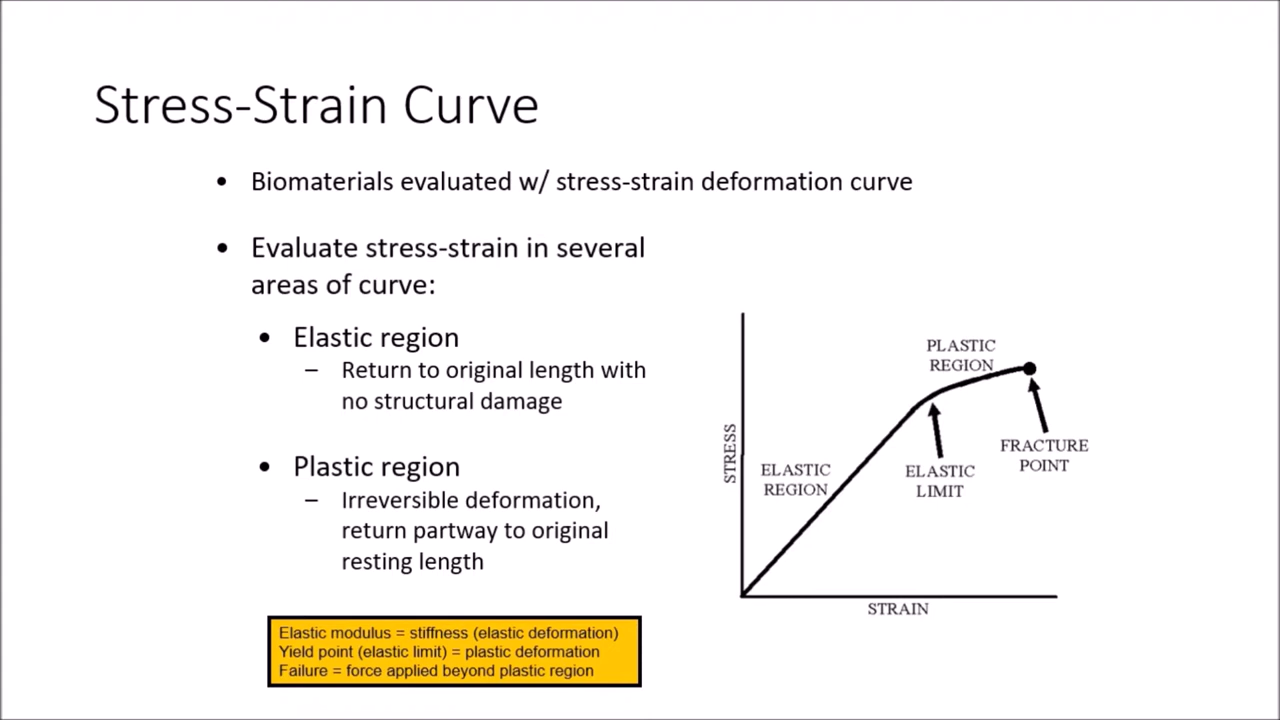 Stress-Strain Curve
• Biomaterials evaluated w/ stress-strain deformation curve
• Evaluate stress-strain in several
areas of curve:
• Elastic region
– Return to original length with
no structural damage
• Plastic region
– Irreversible deformation,
return partway to original
resting length
Elastic modulus = stiffness (elastic deformation)
Yield point (elastic limit) = plastic deformation
Failure = force applied beyond plastic region
PLASTIC
REGION
FRACTURE
POINT
ELASTIC
LIMIT
ELASTIC
REGION
STRESS
STRAIN